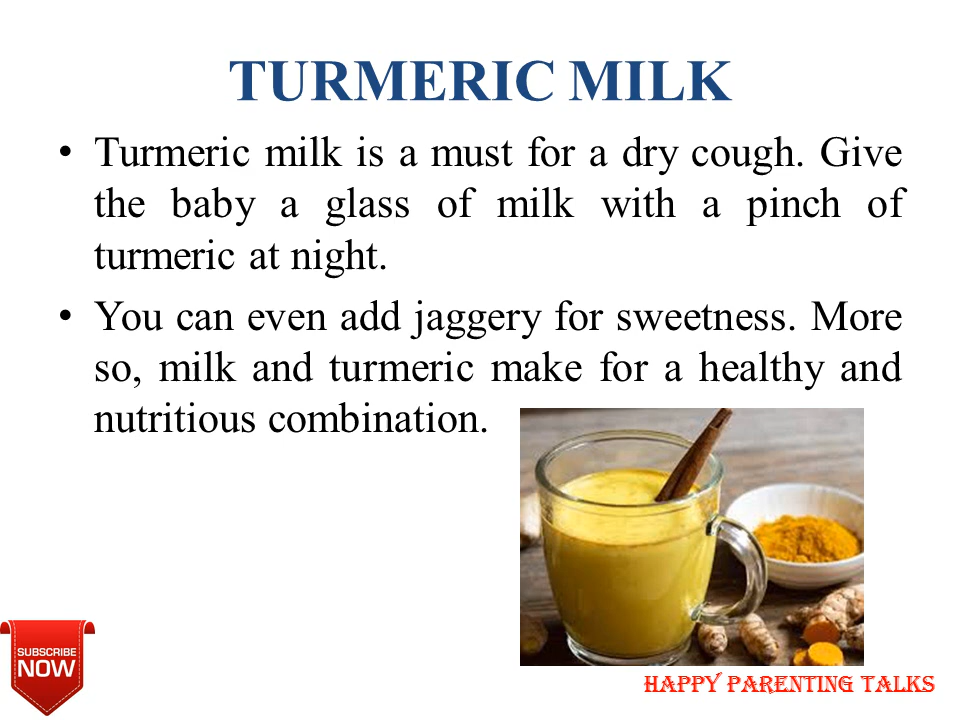 TURMERIC MILK
• Turmeric milk is a must for a dry cough. Give
the baby a glass of milk with a pinch of
turmeric at night.
• You can even add jaggery for sweetness. More
so, milk and turmeric make for a healthy and
nutritious combination.
SUBSCRIBE
NOW
HAPPY PARENTING TALKS